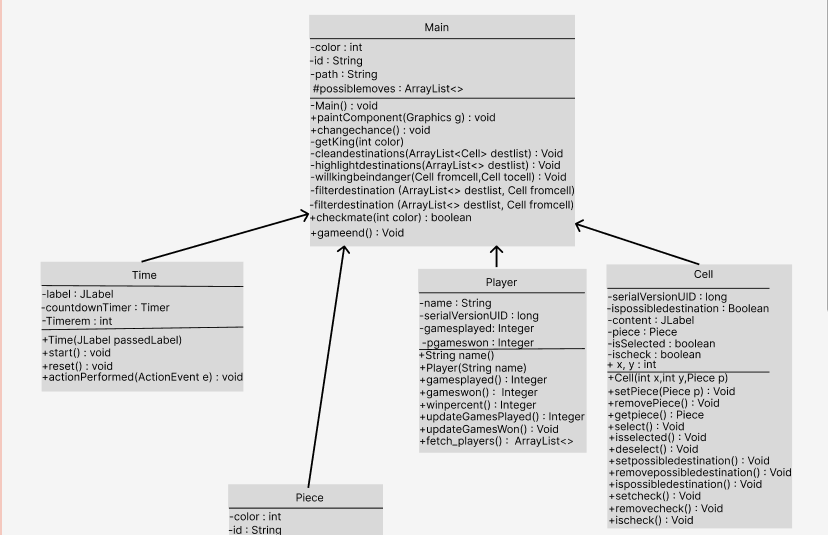 Main
-color : int
-id : String
-path : String
#possiblemoves : ArrayList<>
-Main() : void
+paintComponent(Graphics g) : void
+changechance() : void
-getKing(int color)
-cleandestinations(ArrayList<Cell> destlist) : Void
-highlightdestinations(ArrayList<> destlist) : Void
-willkingbeindanger(Cell fromcell,Cell tocell) : Void
-filterdestination (ArrayList<> destlist, Cell fromcell)
-filterdestination (ArrayList<> destlist, Cell fromcell)
+checkmate(int color) : boolean
+gameend() : Void
Time
-label : JLabel
-countdownTimer : Timer
-Timerem : int
+Time(JLabel passedLabel)
+start() : void
+reset() : void
+actionPerformed(ActionEvent e) : void
Player
-name : String
-serialVersionUID : long
-gamesplayed: Integer
-pgameswon : Integer
+String name()
+Player(String name)
+gamesplayed() : Integer
+gameswon() : Integer
+winpercent() : Integer
+updateGamesPlayed() : Integer
+updateGamesWon() : Void
+fetch_players() : ArrayList<>
Cell
-serialVersionUID : long
-ispossibledestination : Boolean
-content : JLabel
-piece : Piece
-isSelected : boolean
-ischeck : boolean
+ x, y : int
+Cell(int x,int y,Piece p)
+setPiece(Piece p) : Void
+removePiece() : Void
+getpiece() : Piece
+select() : Void
+isselected() : Void
+deselect() : Void
+setpossibledestination() : Void
+removepossibledestination() : Void
+ispossibledestination() : Void
+setcheck() : Void
+removecheck() : Void
+ischeck() : Void
Piece
-color : int
-id : String